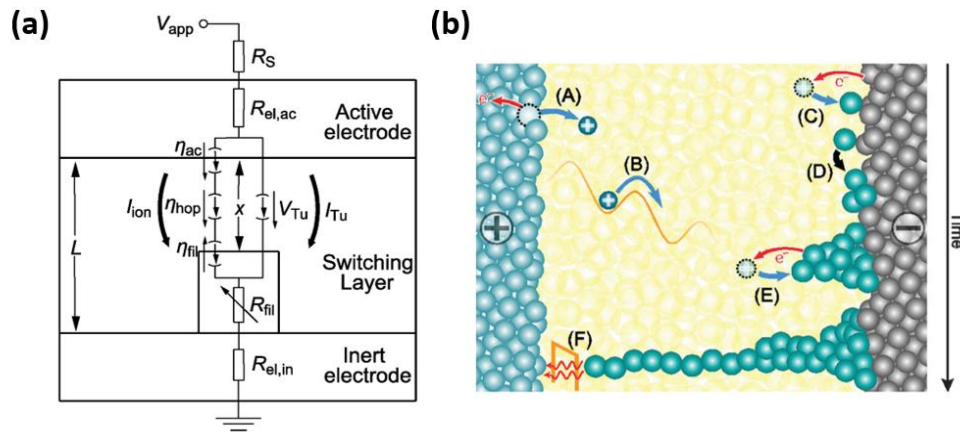 (a)
V_app
R_S
R_el,ac
Active
electrode
η_ac
I_ion
η_hop
x
V_Tu
I_Tu
L
η_fil
Switching
Layer
R_fil
R_el,in
Inert
electrode
(b)
e⁻
(A)
e⁻
(C)
(D)
(B)
+
+
−
e⁻
(E)
(F)
Time